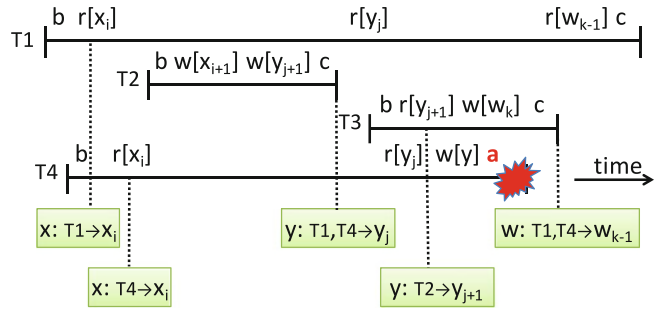 b r[xi] r[yj] r[wk-1] c
T1
b w[xi+1] w[yj+1] c
T2
b r[yj+1] w[wk] c
T3
b r[xi] r[yj] w[y] a
T4
time
x: T1→xi
y: T1,T4→yj
w: T1,T4→wk-1
x: T4→xi
y: T2→yj+1